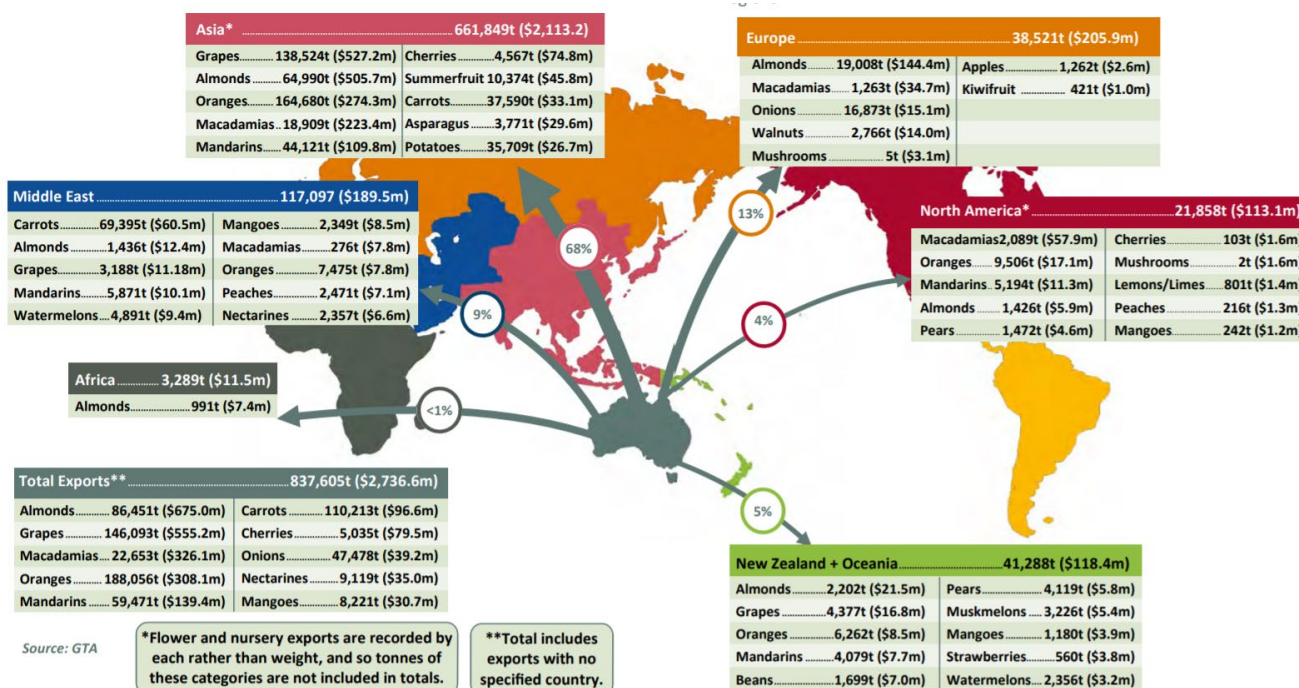 Asia* 661,849t ($2,113.2)
Grapes 138,524t ($527.2m) Cherries 4,567t ($74.8m)
Almonds 64,990t ($505.7m) Summerfruit 10,374t ($45.8m)
Oranges 164,680t ($274.3m) Carrots 37,590t ($33.1m)
Macadamias 18,909t ($223.4m) Asparagus 3,771t ($29.6m)
Mandarins 44,121t ($109.8m) Potatoes 35,709t ($26.7m)
Europe 38,521t ($205.9m)
Almonds 19,008t ($144.4m) Apples 1,262t ($2.6m)
Macadamias 1,263t ($34.7m) Kiwifruit 421t ($1.0m)
Onions 16,873t ($15.1m)
Walnuts 2,766t ($14.0m)
Mushrooms 5t ($3.1m)
Middle East 117,097 ($189.5m)
Carrots 69,395t ($60.5m) Mangoes 2,349t ($8.5m)
Almonds 1,436t ($12.4m) Macadamias 276t ($7.8m)
Grapes 3,188t ($11.18m) Oranges 7,475t ($7.8m)
Mandarins 5,871t ($10.1m) Peaches 2,471t ($7.1m)
Watermelons 4,891t ($9.4m) Nectarines 2,357t ($6.6m)
North America* 21,858t ($113.1m)
Macadamias2,089t ($57.9m) Cherries 103t ($1.6m)
Oranges 9,506t ($17.1m) Mushrooms 2t ($1.6m)
Mandarins 5,194t ($11.3m) Lemons/Limes 801t ($1.4m)
Almonds 1,426t ($5.9m) Peaches 216t ($1.3m)
Pears 1,472t ($4.6m) Mangoes 242t ($1.2m)
13%
68%
9%
4%
<1%
5%
Africa 3,289t ($11.5m)
Almonds 991t ($7.4m)
Total Exports** 837,605t ($2,736.6m)
Almonds 86,451t ($675.0m) Carrots 110,213t ($96.6m)
Grapes 146,093t ($555.2m) Cherries 5,035t ($79.5m)
Macadamias 22,653t ($326.1m) Onions 47,478t ($39.2m)
Oranges 188,056t ($308.1m) Nectarines 9,119t ($35.0m)
Mandarins 59,471t ($139.4m) Mangoes 8,221t ($30.7m)
New Zealand + Oceania 41,288t ($118.4m)
Almonds 2,202t ($21.5m) Pears 4,119t ($5.8m)
Grapes 4,377t ($16.8m) Muskmelons 3,226t ($5.4m)
Oranges 6,262t ($8.5m) Mangoes 1,180t ($3.9m)
Mandarins 4,079t ($7.7m) Strawberries 560t ($3.8m)
Beans 1,699t ($7.0m) Watermelons 2,356t ($3.2m)
Source: GTA
*Flower and nursery exports are recorded by
each rather than weight, and so tonnes of
these categories are not included in totals.
**Total includes
exports with no
specified country.